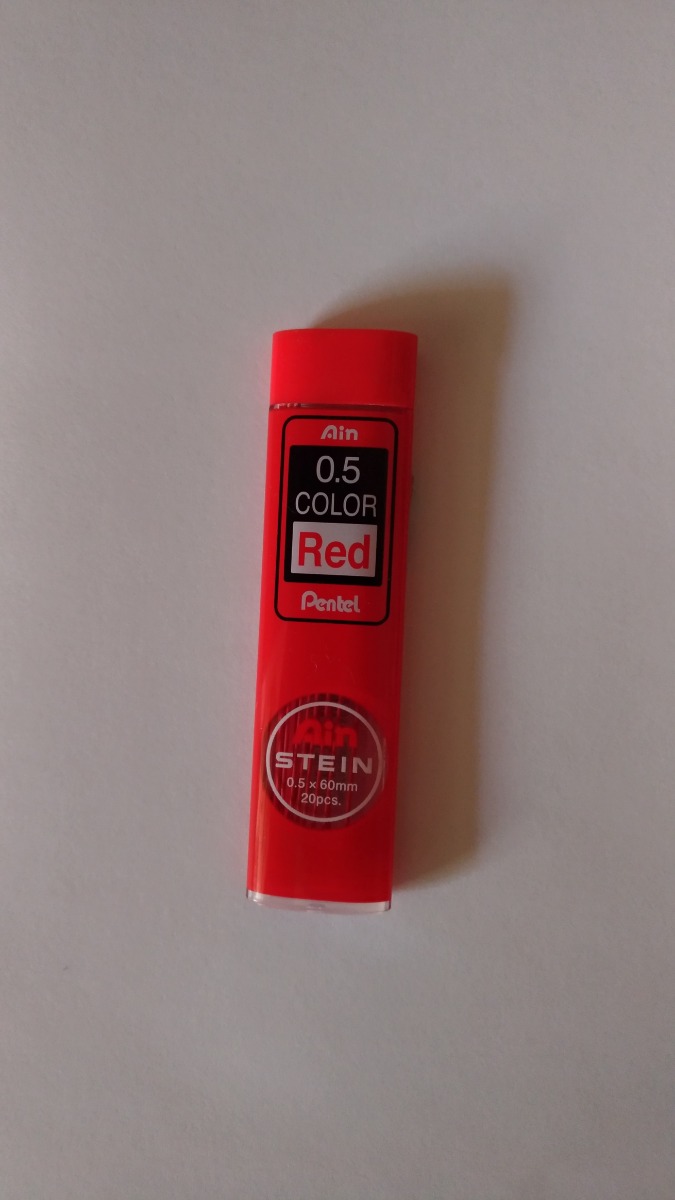 Ain
0.5
COLOR
Red
Pentel
Ain
STEIN
0.5 x 60mm
20pcs.